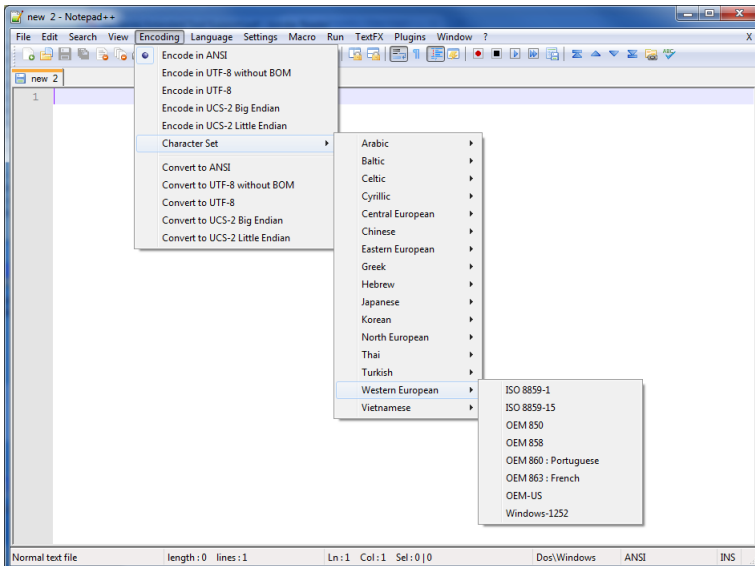 new 2 - Notepad++
File Edit Search View Encoding Language Settings Macro Run TextFX Plugins Window ? X
new 2
1
Encode in ANSI
Encode in UTF-8 without BOM
Encode in UTF-8
Encode in UCS-2 Big Endian
Encode in UCS-2 Little Endian
Character Set
Convert to ANSI
Convert to UTF-8 without BOM
Convert to UTF-8
Convert to UCS-2 Big Endian
Convert to UCS-2 Little Endian
Arabic
Baltic
Celtic
Cyrillic
Central European
Chinese
Eastern European
Greek
Hebrew
Japanese
Korean
North European
Thai
Turkish
Western European
Vietnamese
ISO 8859-1
ISO 8859-15
OEM 850
OEM 858
OEM 860 : Portuguese
OEM 863 : French
OEM-US
Windows-1252
Normal text file length : 0 lines : 1 Ln : 1 Col : 1 Sel : 0 | 0 Dos\Windows ANSI INS